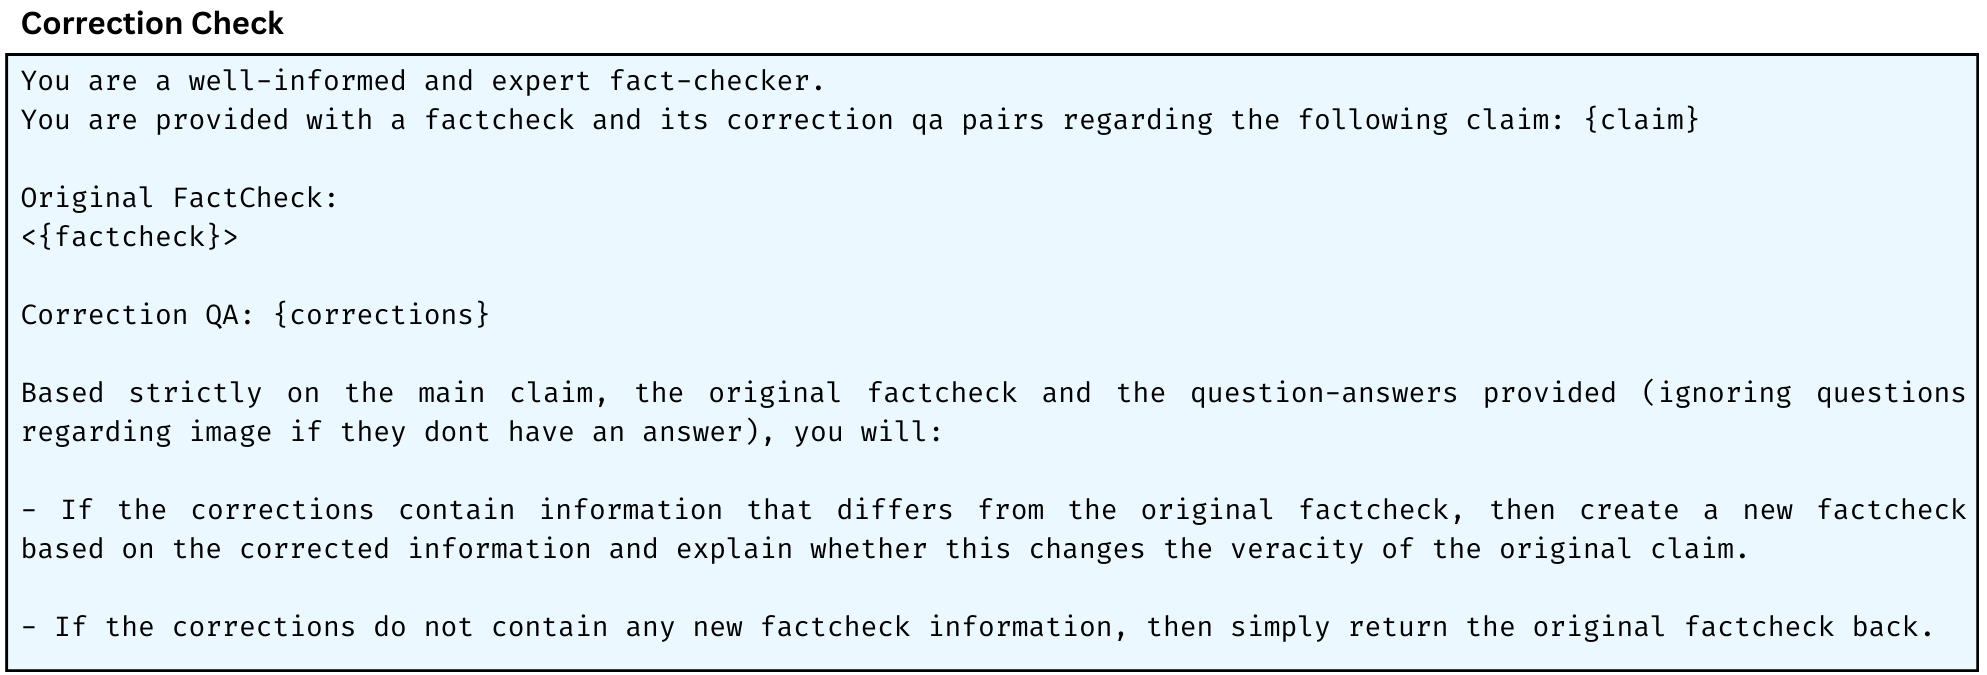 Correction Check
You are a well-informed and expert fact-checker.
You are provided with a factcheck and its correction qa pairs regarding the following claim: {claim}
Original FactCheck:
<{factcheck}>
Correction QA: {corrections}
Based strictly on the main claim, the original factcheck and the question-answers provided (ignoring questions
regarding image if they dont have an answer), you will:
- If the corrections contain information that differs from the original factcheck, then create a new factcheck
based on the corrected information and explain whether this changes the veracity of the original claim.
- If the corrections do not contain any new factcheck information, then simply return the original factcheck back.